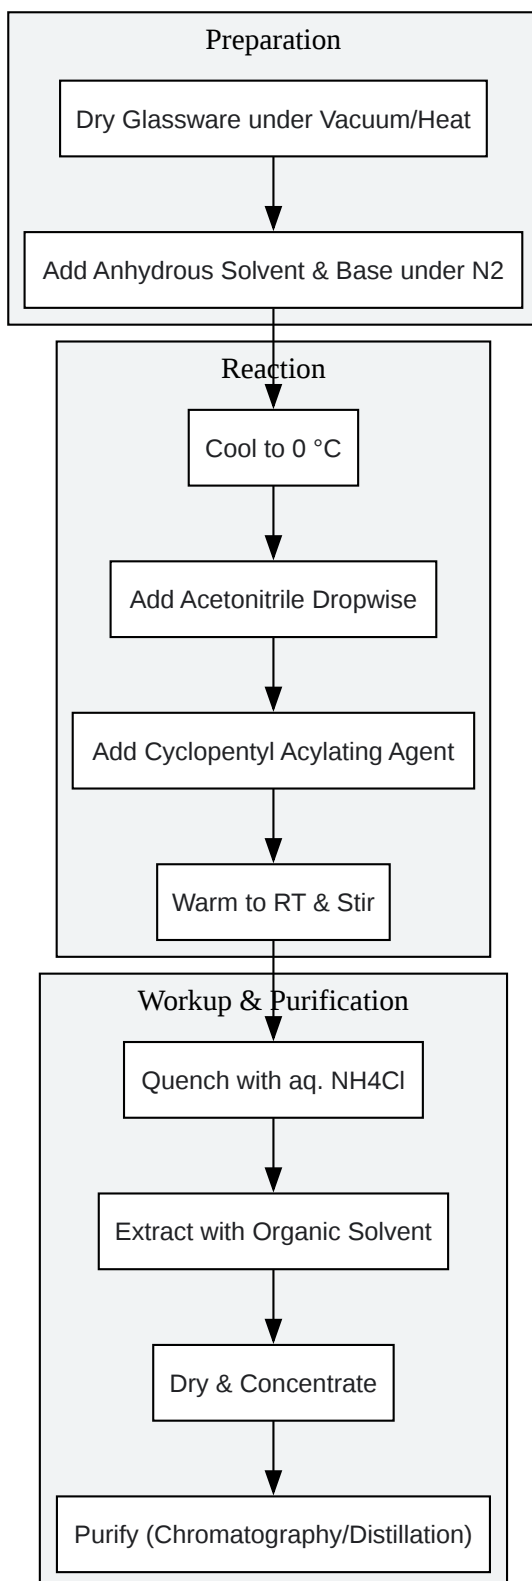 Preparation
Dry Glassware under Vacuum/Heat
Add Anhydrous Solvent & Base under N2
Reaction
Cool to 0 °C
Add Acetonitrile Dropwise
Add Cyclopentyl Acylating Agent
Warm to RT & Stir
Workup & Purification
Quench with aq. NH4Cl
Extract with Organic Solvent
Dry & Concentrate
Purify (Chromatography/Distillation)